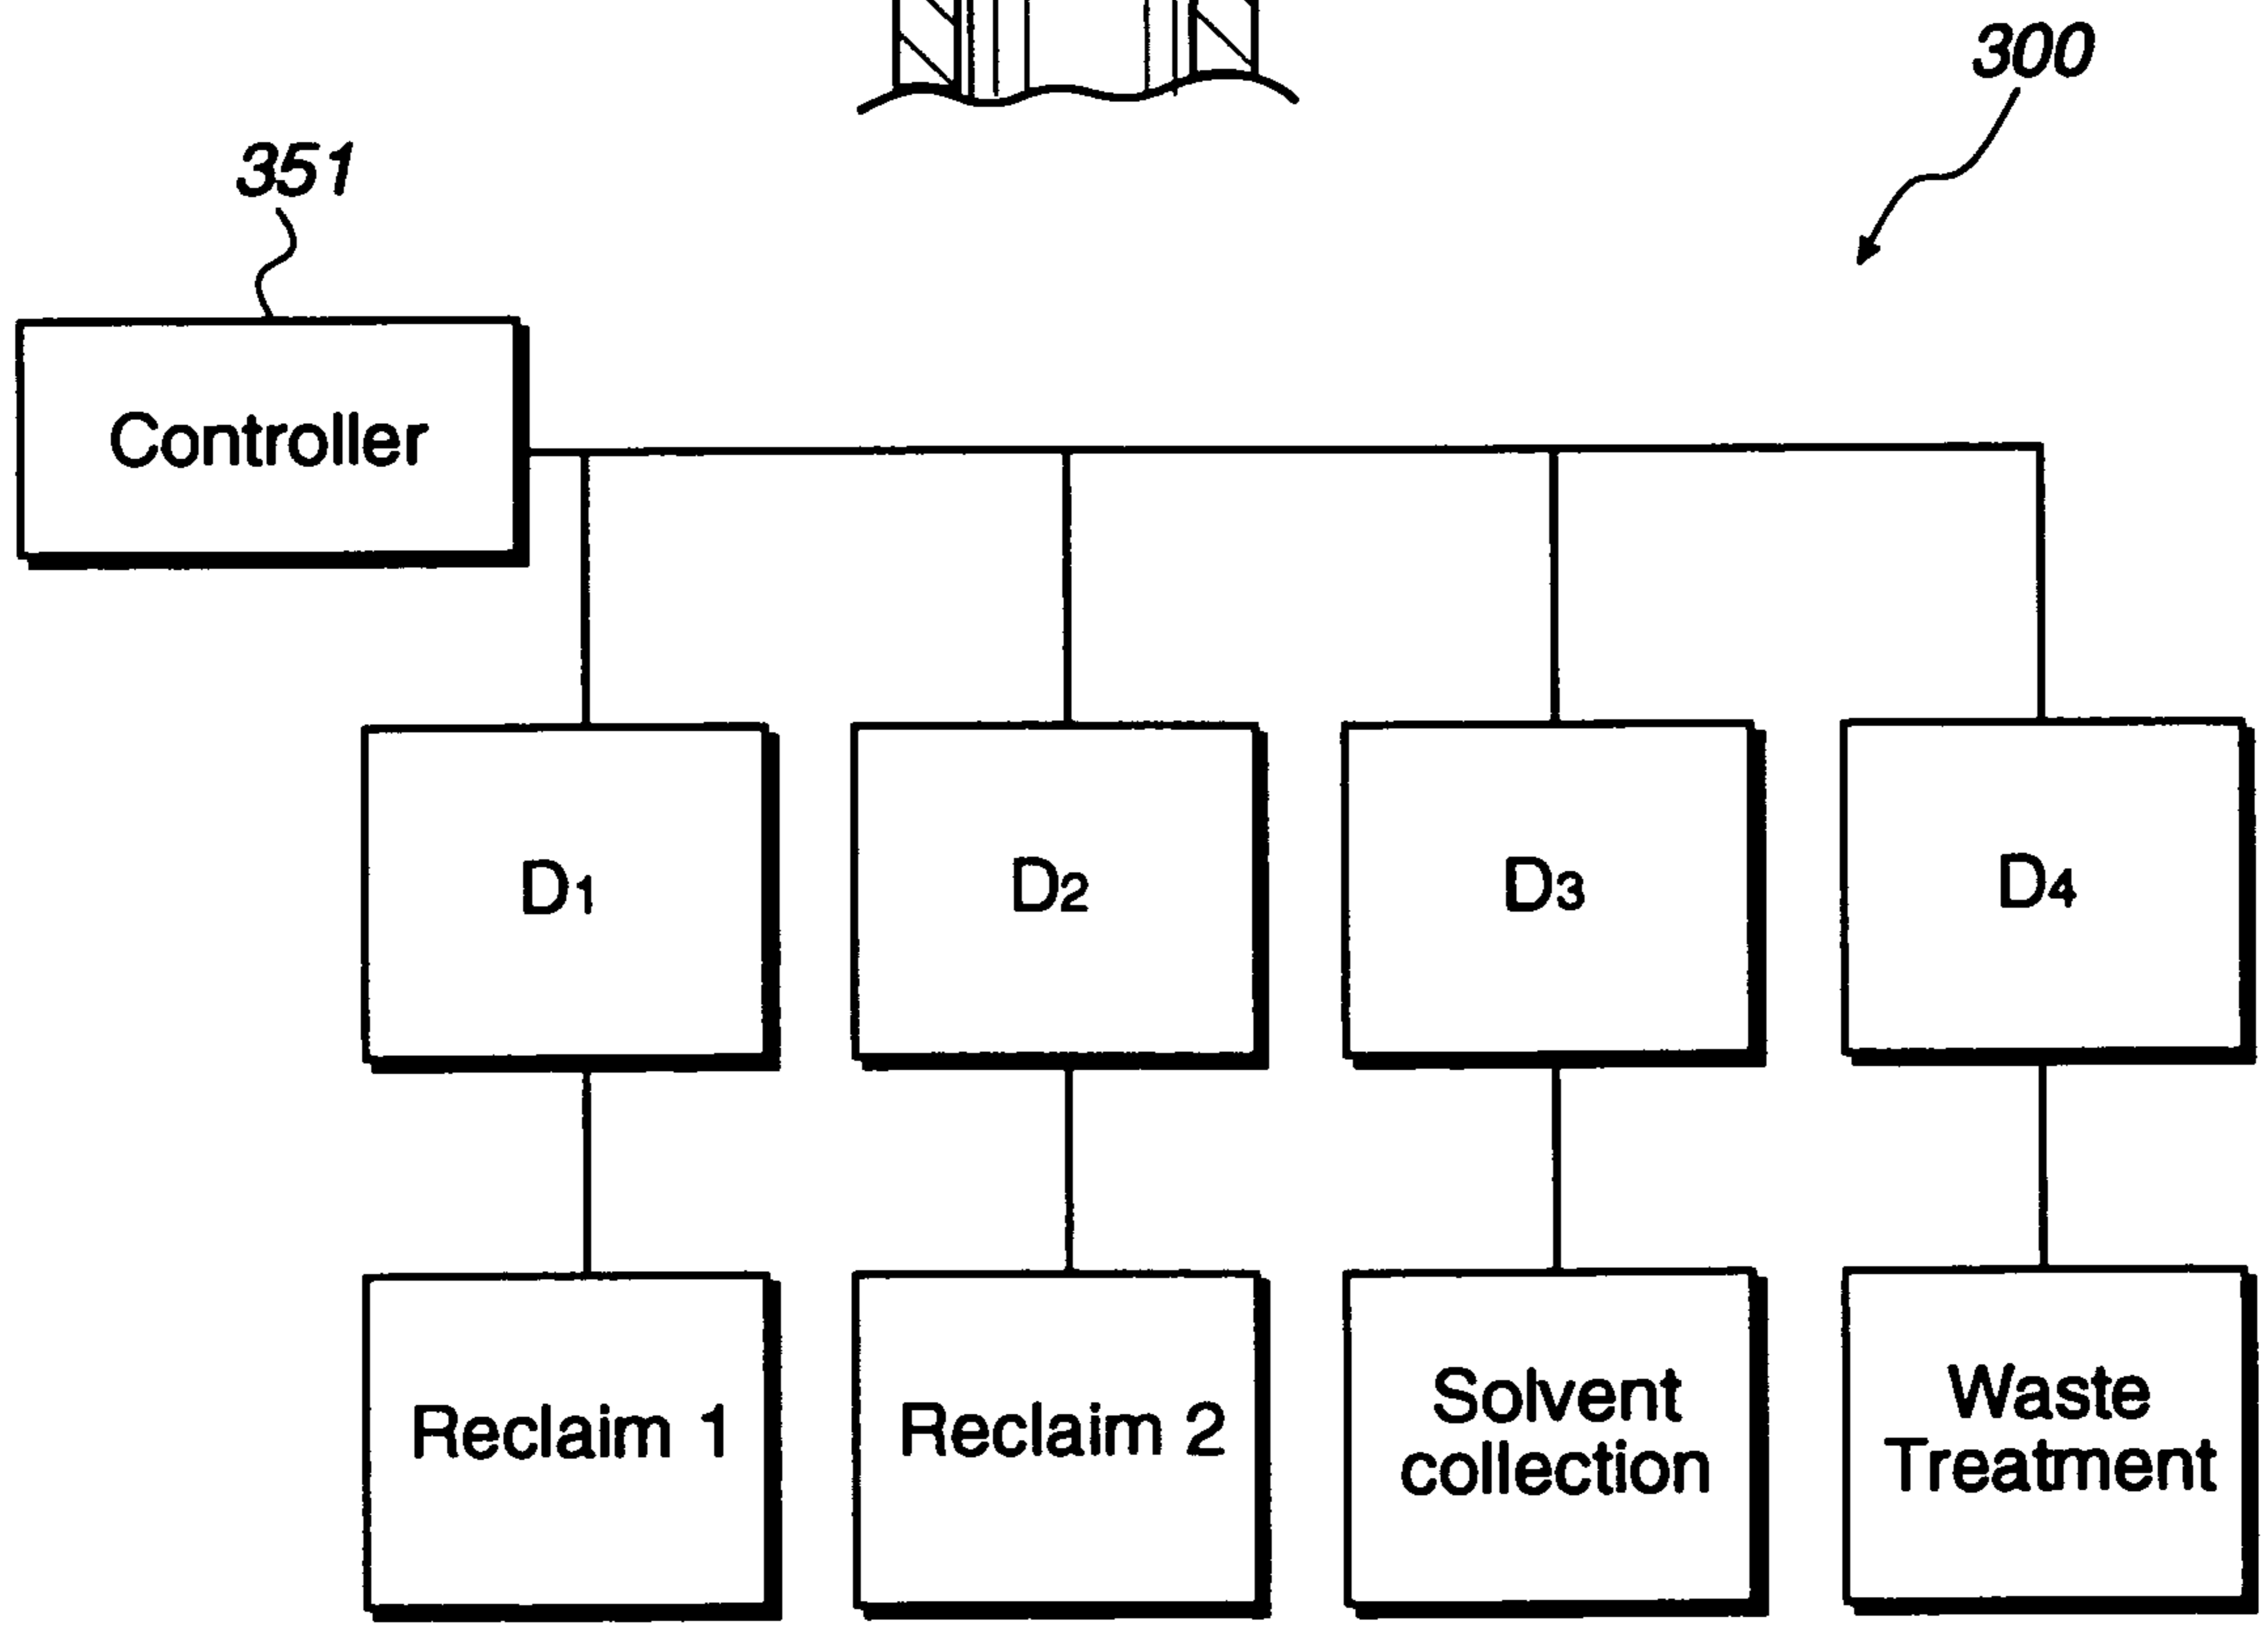 300
351
Controller
D1
D2
D3
D4
Reclaim 1
Reclaim 2
Solvent
collection
Waste
Treatment